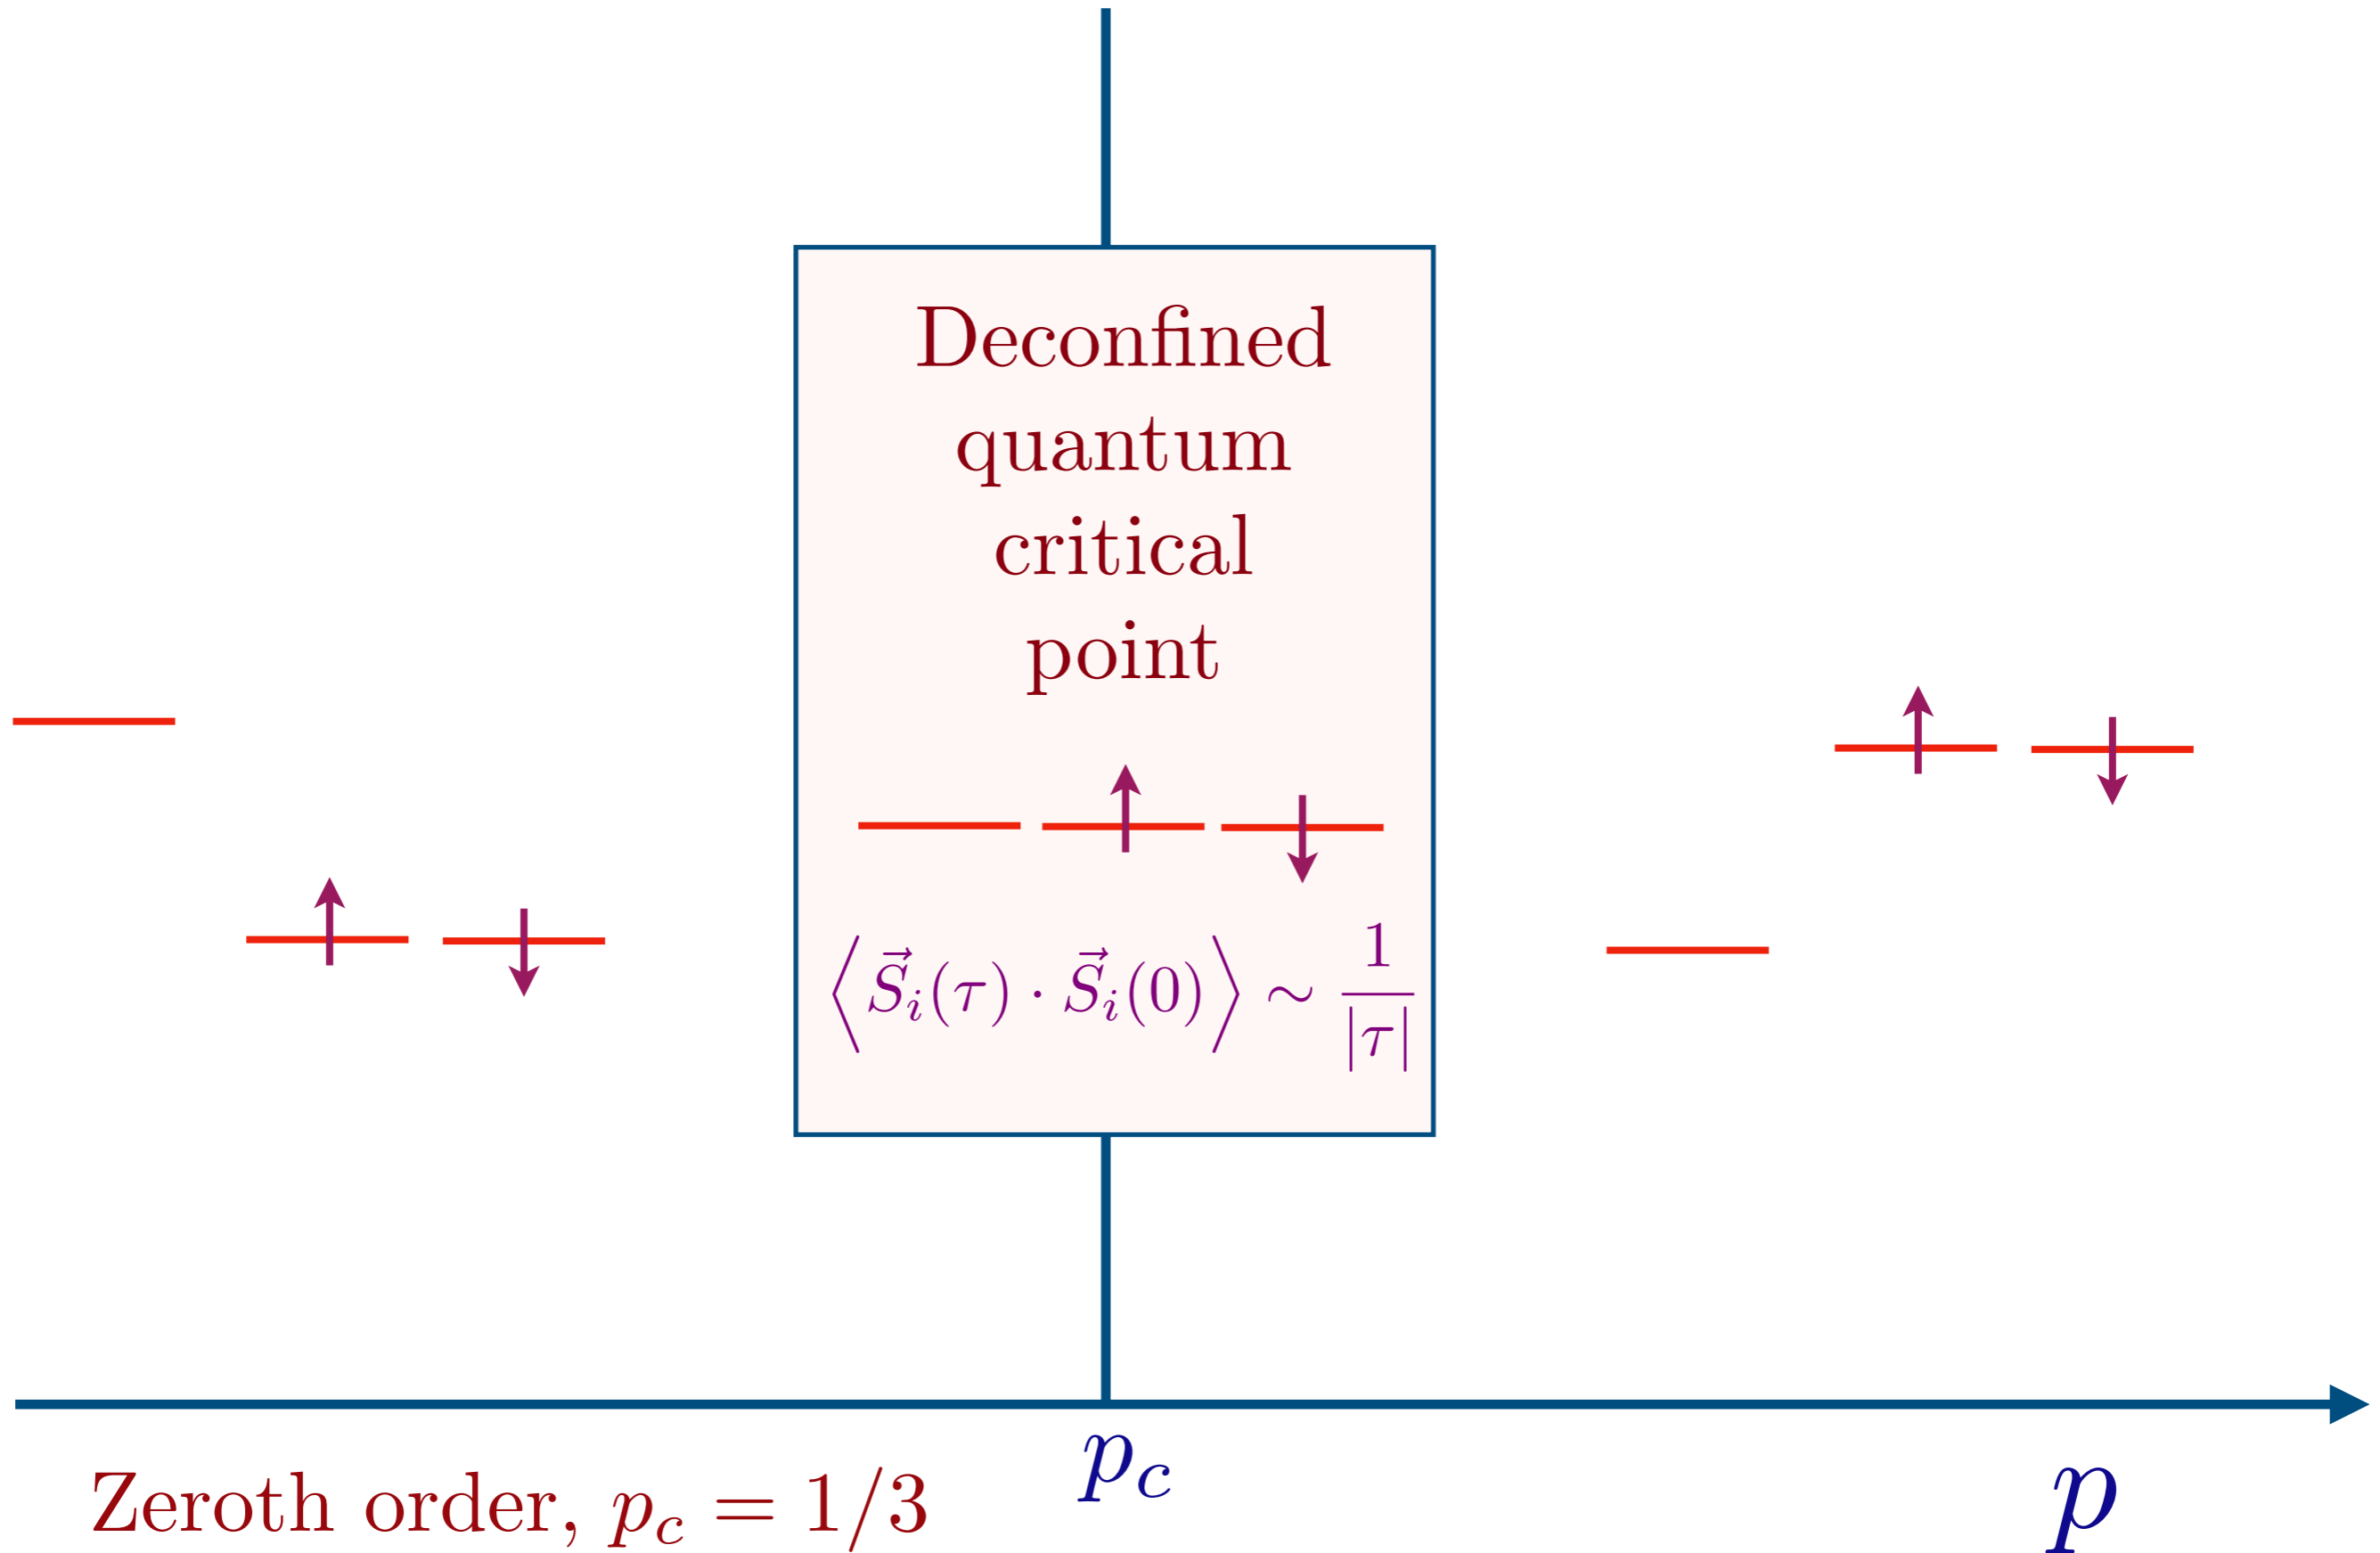 Deconfined
quantum
critical
point
⟨S⃗ᵢ(τ) · S⃗ᵢ(0)⟩ ~ 1/|τ|
p_c
Zeroth order, p_c = 1/3
p